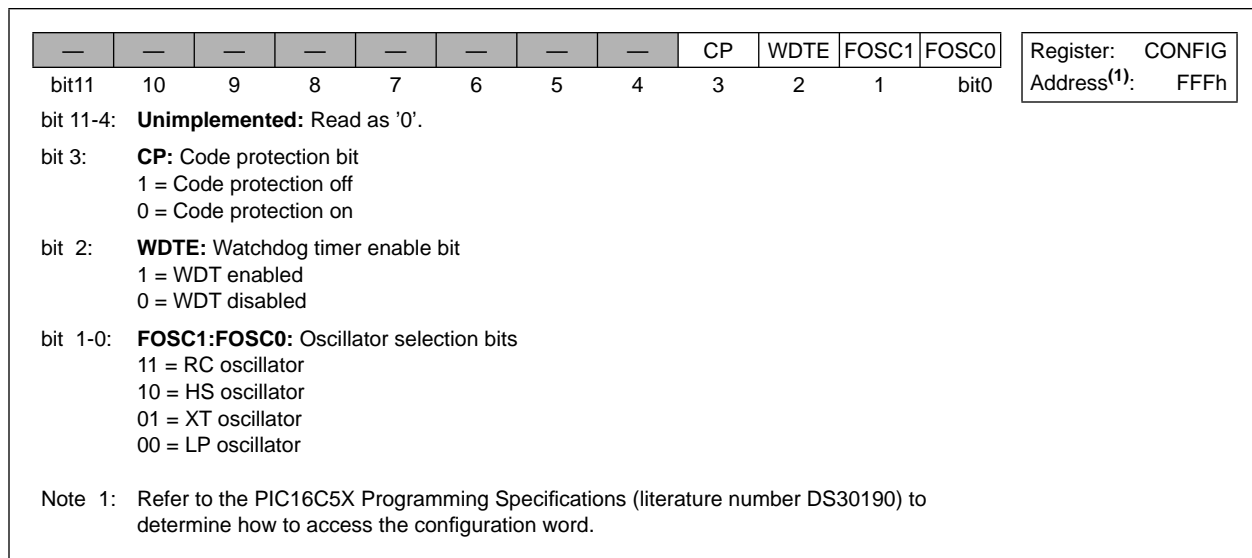 — — — — — — — — CP WDTE FOSC1 FOSC0
bit11 10 9 8 7 6 5 4 3 2 1 bit0
Register: CONFIG
Address(1): FFFh
bit 11-4: Unimplemented: Read as '0'.
bit 3: CP: Code protection bit
1 = Code protection off
0 = Code protection on
bit 2: WDTE: Watchdog timer enable bit
1 = WDT enabled
0 = WDT disabled
bit 1-0: FOSC1:FOSC0: Oscillator selection bits
11 = RC oscillator
10 = HS oscillator
01 = XT oscillator
00 = LP oscillator
Note 1: Refer to the PIC16C5X Programming Specifications (literature number DS30190) to
determine how to access the configuration word.